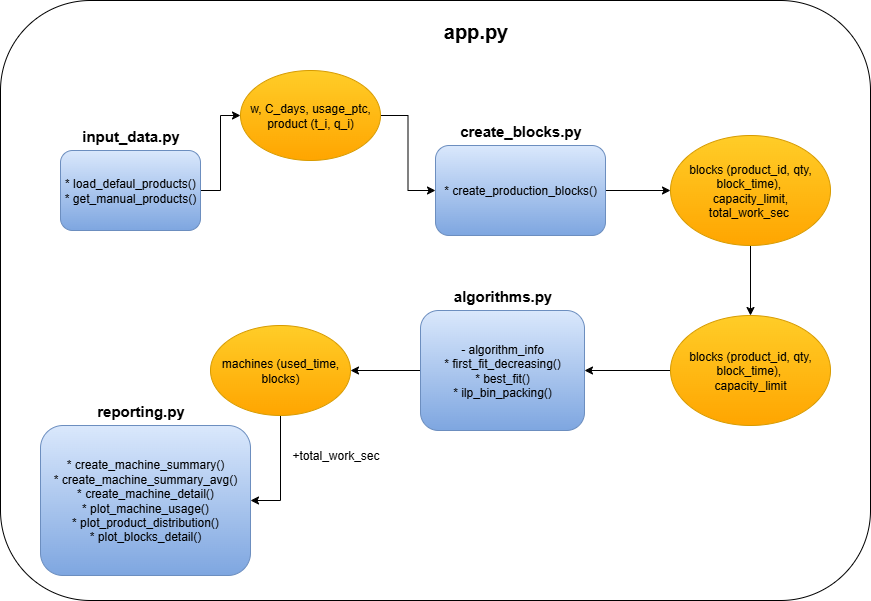 app.py
input_data.py
* load_defaul_products()
* get_manual_products()
w, C_days, usage_ptc,
product (t_i, q_i)
create_blocks.py
* create_production_blocks()
blocks (product_id, qty,
block_time),
capacity_limit,
total_work_sec
blocks (product_id, qty,
block_time),
capacity_limit
algorithms.py
- algorithm_info
* first_fit_decreasing()
* best_fit()
* ilp_bin_packing()
machines (used_time,
blocks)
+total_work_sec
reporting.py
* create_machine_summary()
* create_machine_summary_avg()
* create_machine_detail()
* plot_machine_usage()
* plot_product_distribution()
* plot_blocks_detail()